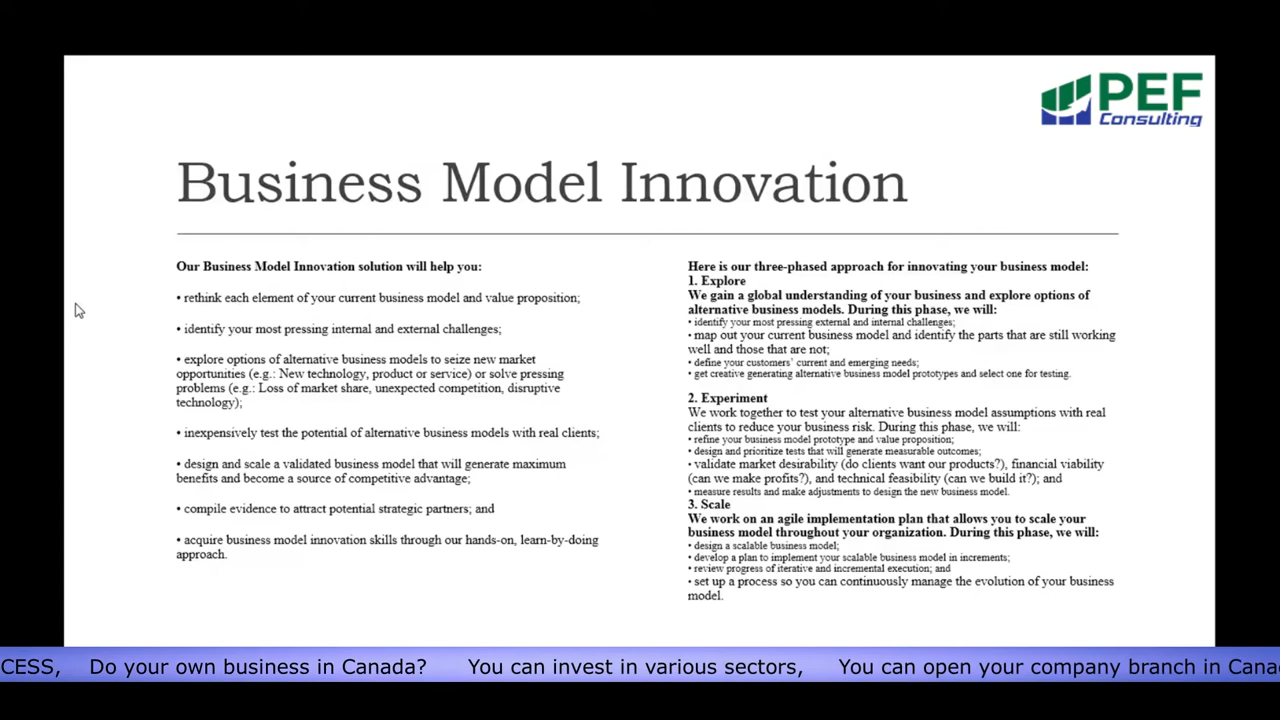 PEF
Consulting
Business Model Innovation
Our Business Model Innovation solution will help you:
• rethink each element of your current business model and value proposition;
• identify your most pressing internal and external challenges;
• explore options of alternative business models to seize new market
opportunities (e.g.: New technology, product or service) or solve pressing
problems (e.g.: Loss of market share, unexpected competition, disruptive
technology);
• inexpensively test the potential of alternative business models with real clients;
• design and scale a validated business model that will generate maximum
benefits and become a source of competitive advantage;
• compile evidence to attract potential strategic partners; and
• acquire business model innovation skills through our hands-on, learn-by-doing
approach.
Here is our three-phased approach for innovating your business model:
1. Explore
We gain a global understanding of your business and explore options of
alternative business models. During this phase, we will:
• identify your most pressing external and internal challenges;
• map out your current business model and identify the parts that are still working
well and those that are not;
• define your customers' current and emerging needs;
• get creative generating alternative business model prototypes and select one for testing.
2. Experiment
We work together to test your alternative business model assumptions with real
clients to reduce your business risk. During this phase, we will:
• refine your business model prototype and value proposition;
• design and prioritize tests that will generate measurable outcomes;
• validate market desirability (do clients want our products?), financial viability
(can we make profits?), and technical feasibility (can we build it?); and
• measure results and make adjustments to design the new business model.
3. Scale
We work on an agile implementation plan that allows you to scale your
business model throughout your organization. During this phase, we will:
• design a scalable business model;
• develop a plan to implement your scalable business model in increments;
• review progress of iterative and incremental execution; and
• set up a process so you can continuously manage the evolution of your business
model.
CESS, Do your own business in Canada? You can invest in various sectors, You can open your company branch in Cana